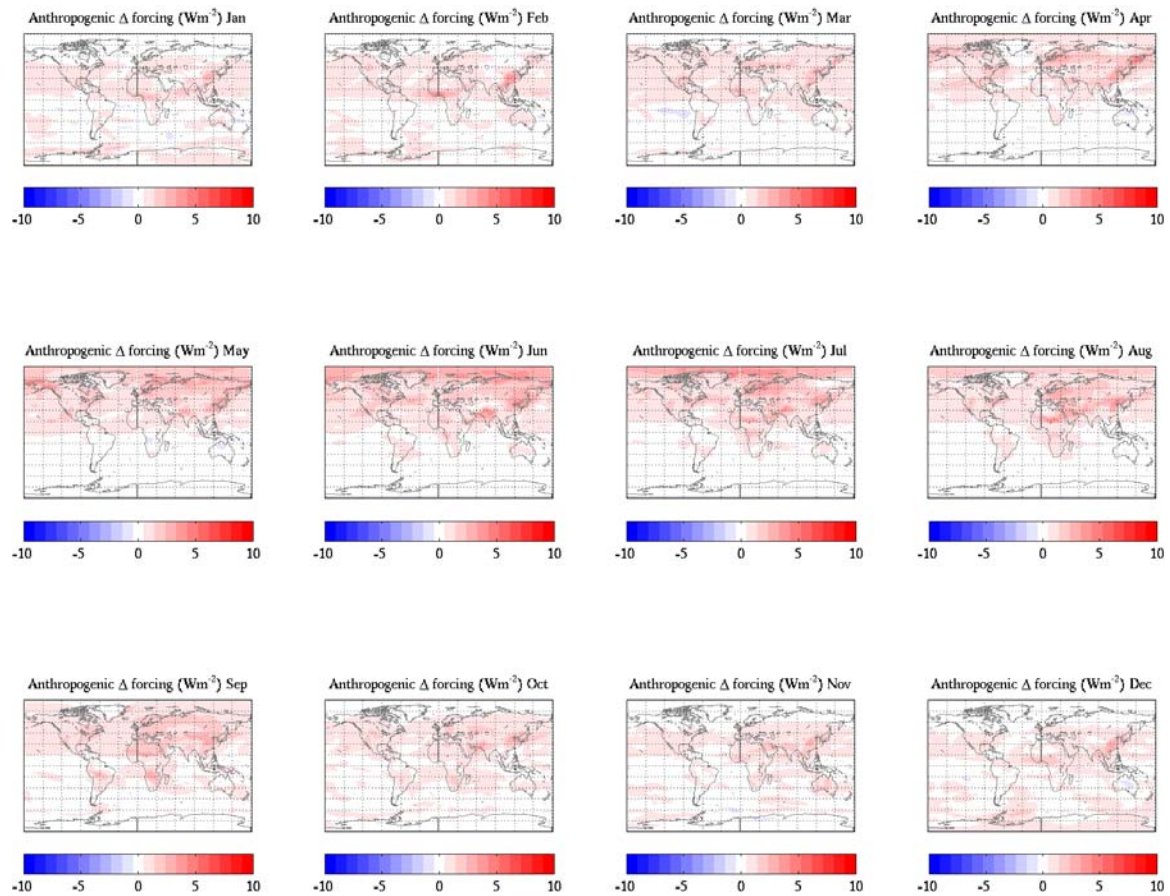 Anthropogenic Δ forcing (Wm⁻²) Jan
Anthropogenic Δ forcing (Wm⁻²) Feb
Anthropogenic Δ forcing (Wm⁻²) Mar
Anthropogenic Δ forcing (Wm⁻²) Apr
-10 -5 0 5 10
-10 -5 0 5 10
-10 -5 0 5 10
-10 -5 0 5 10
Anthropogenic Δ forcing (Wm⁻²) May
Anthropogenic Δ forcing (Wm⁻²) Jun
Anthropogenic Δ forcing (Wm⁻²) Jul
Anthropogenic Δ forcing (Wm⁻²) Aug
-10 -5 0 5 10
-10 -5 0 5 10
-10 -5 0 5 10
-10 -5 0 5 10
Anthropogenic Δ forcing (Wm⁻²) Sep
Anthropogenic Δ forcing (Wm⁻²) Oct
Anthropogenic Δ forcing (Wm⁻²) Nov
Anthropogenic Δ forcing (Wm⁻²) Dec
-10 -5 0 5 10
-10 -5 0 5 10
-10 -5 0 5 10
-10 -5 0 5 10